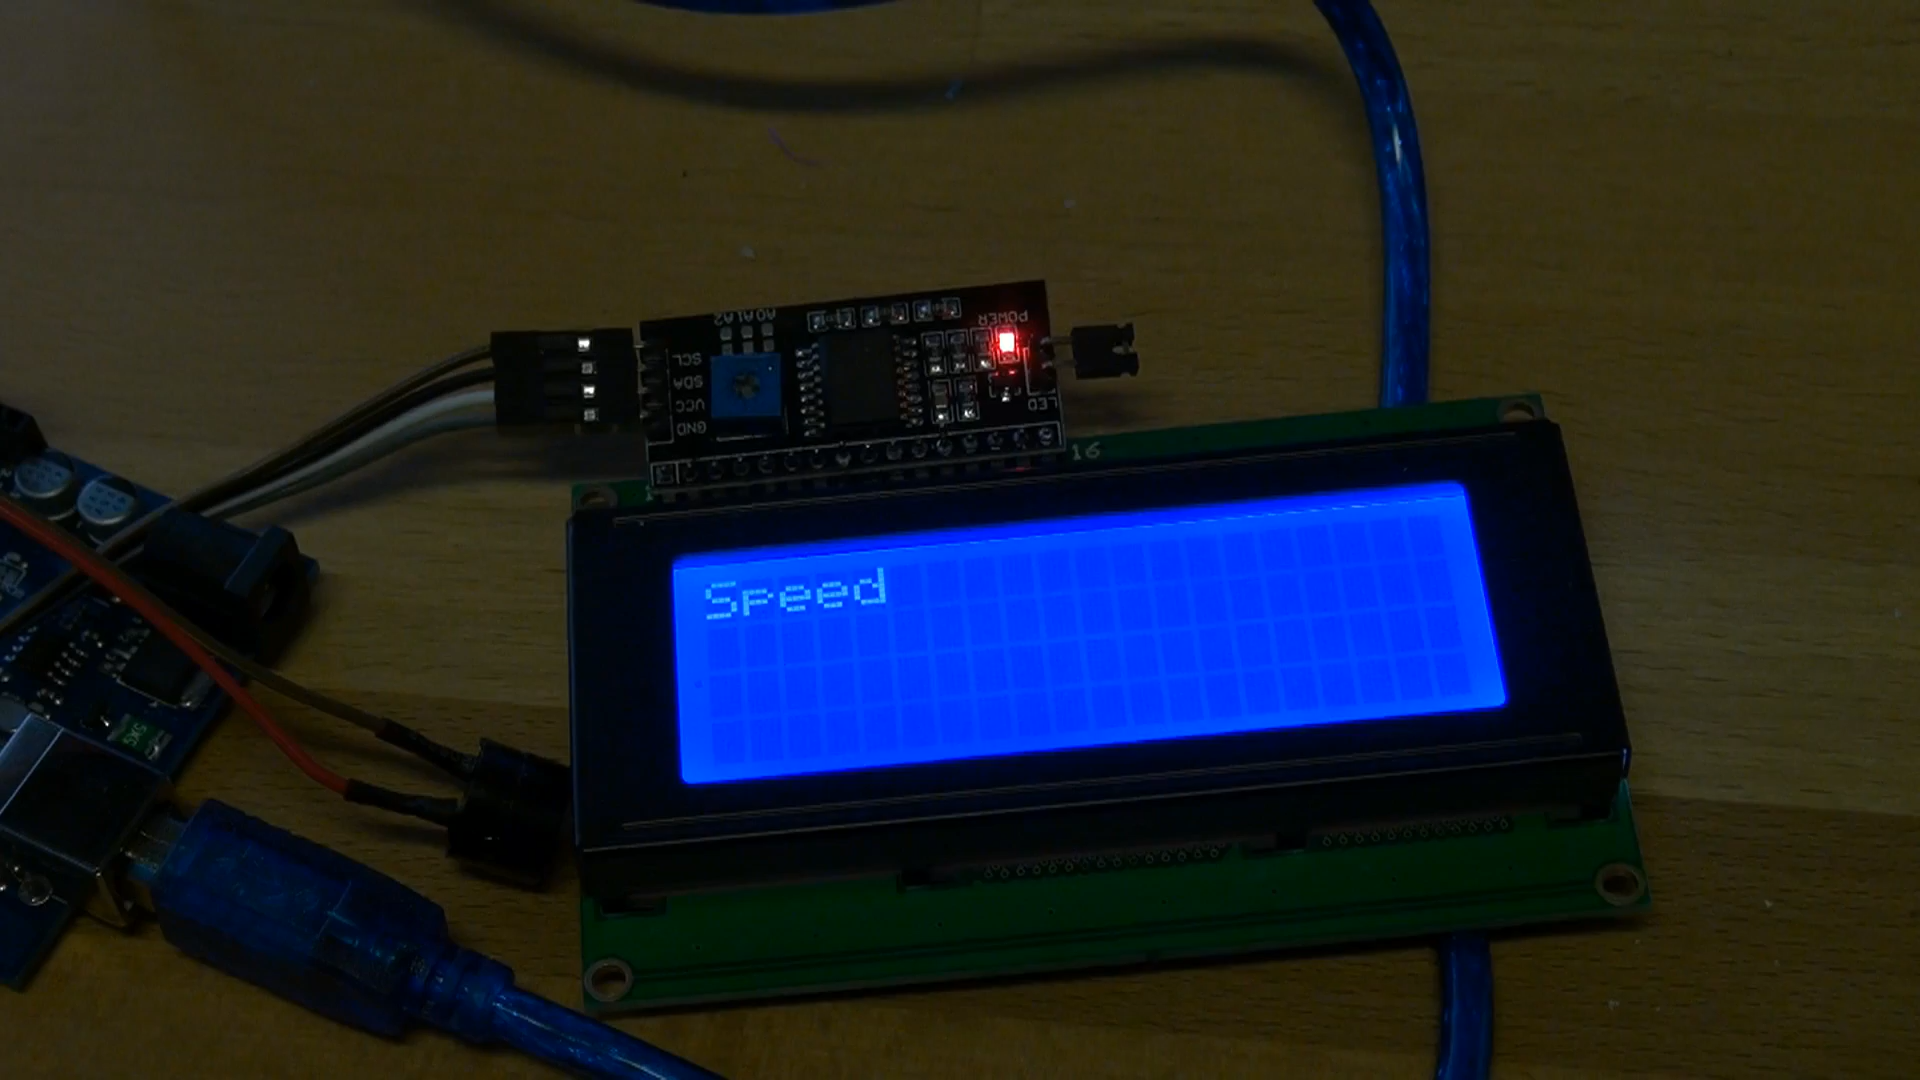 A0A1A2
POWER
SCL
SDA
VCC
GND
LED
16
Speed